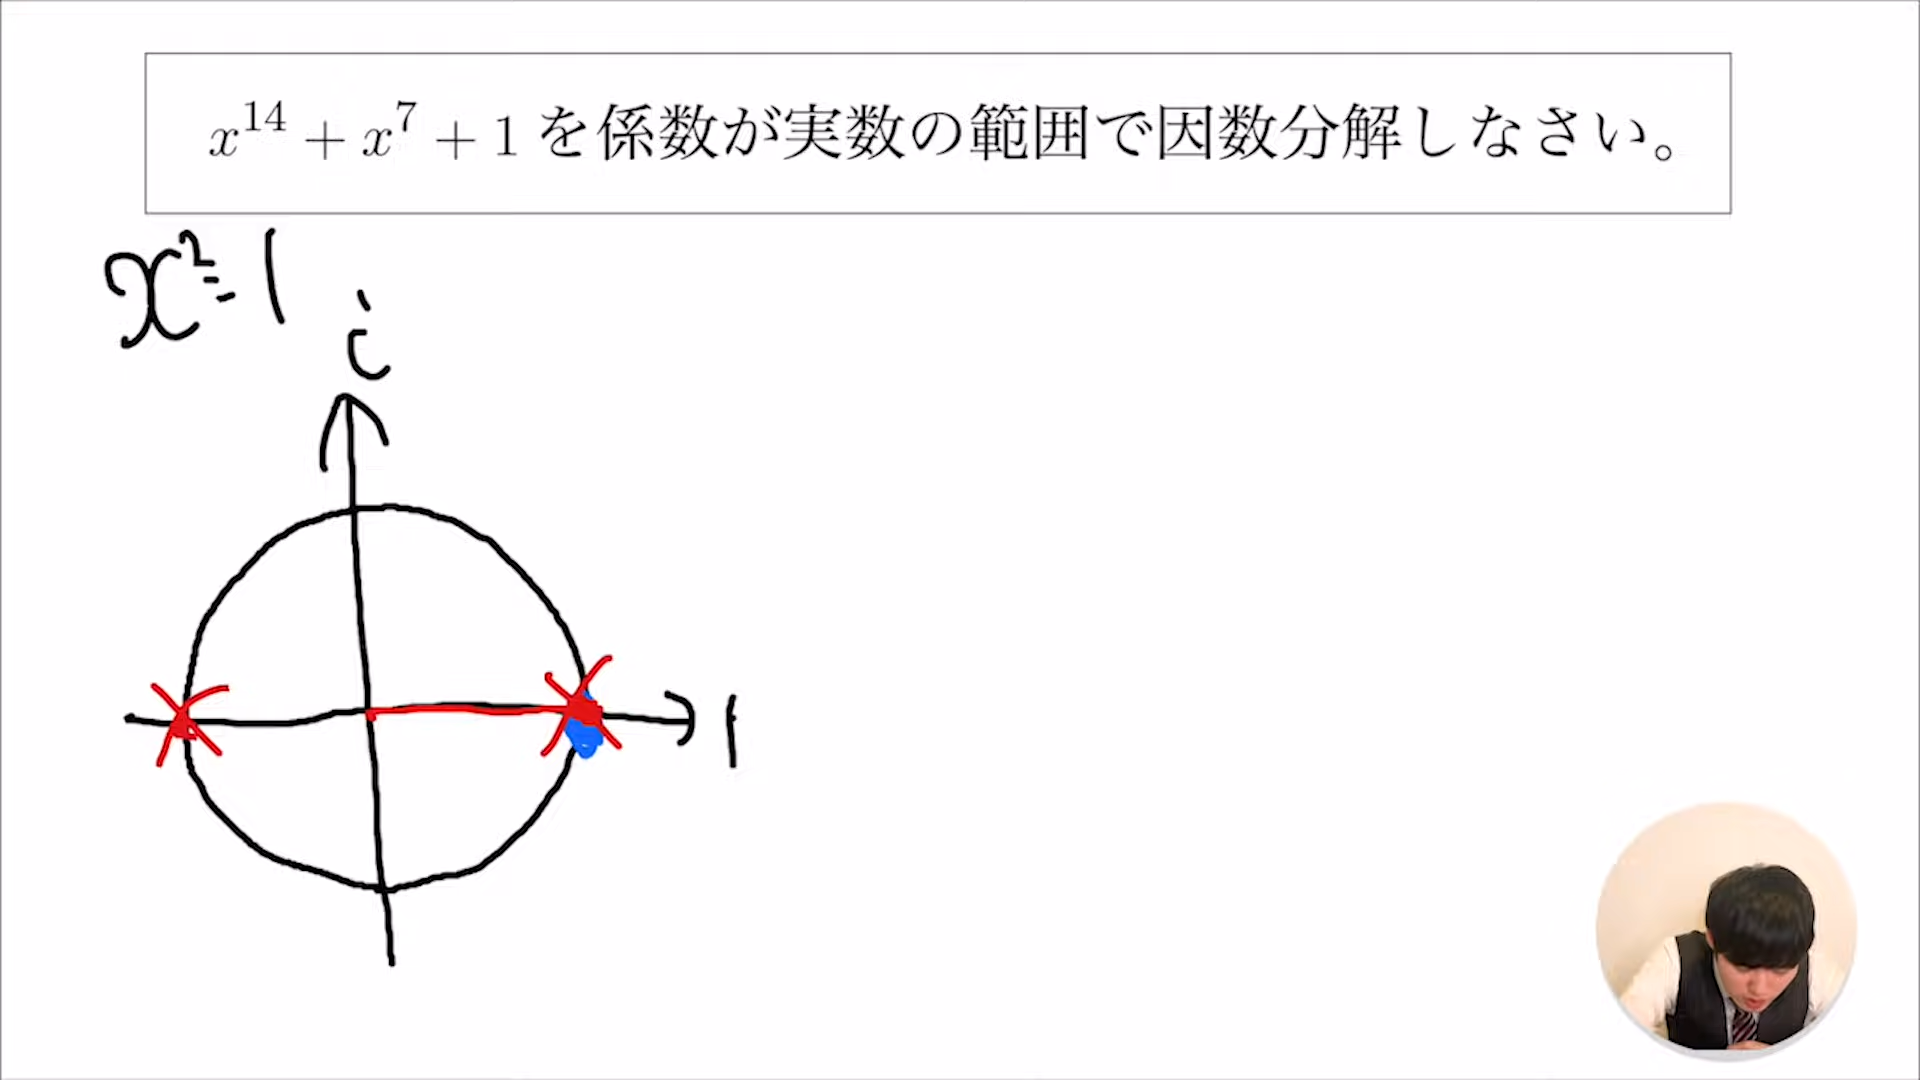 x^14 + x^7 + 1を係数が実数の範囲で因数分解しなさい。
x^2=1
i
1